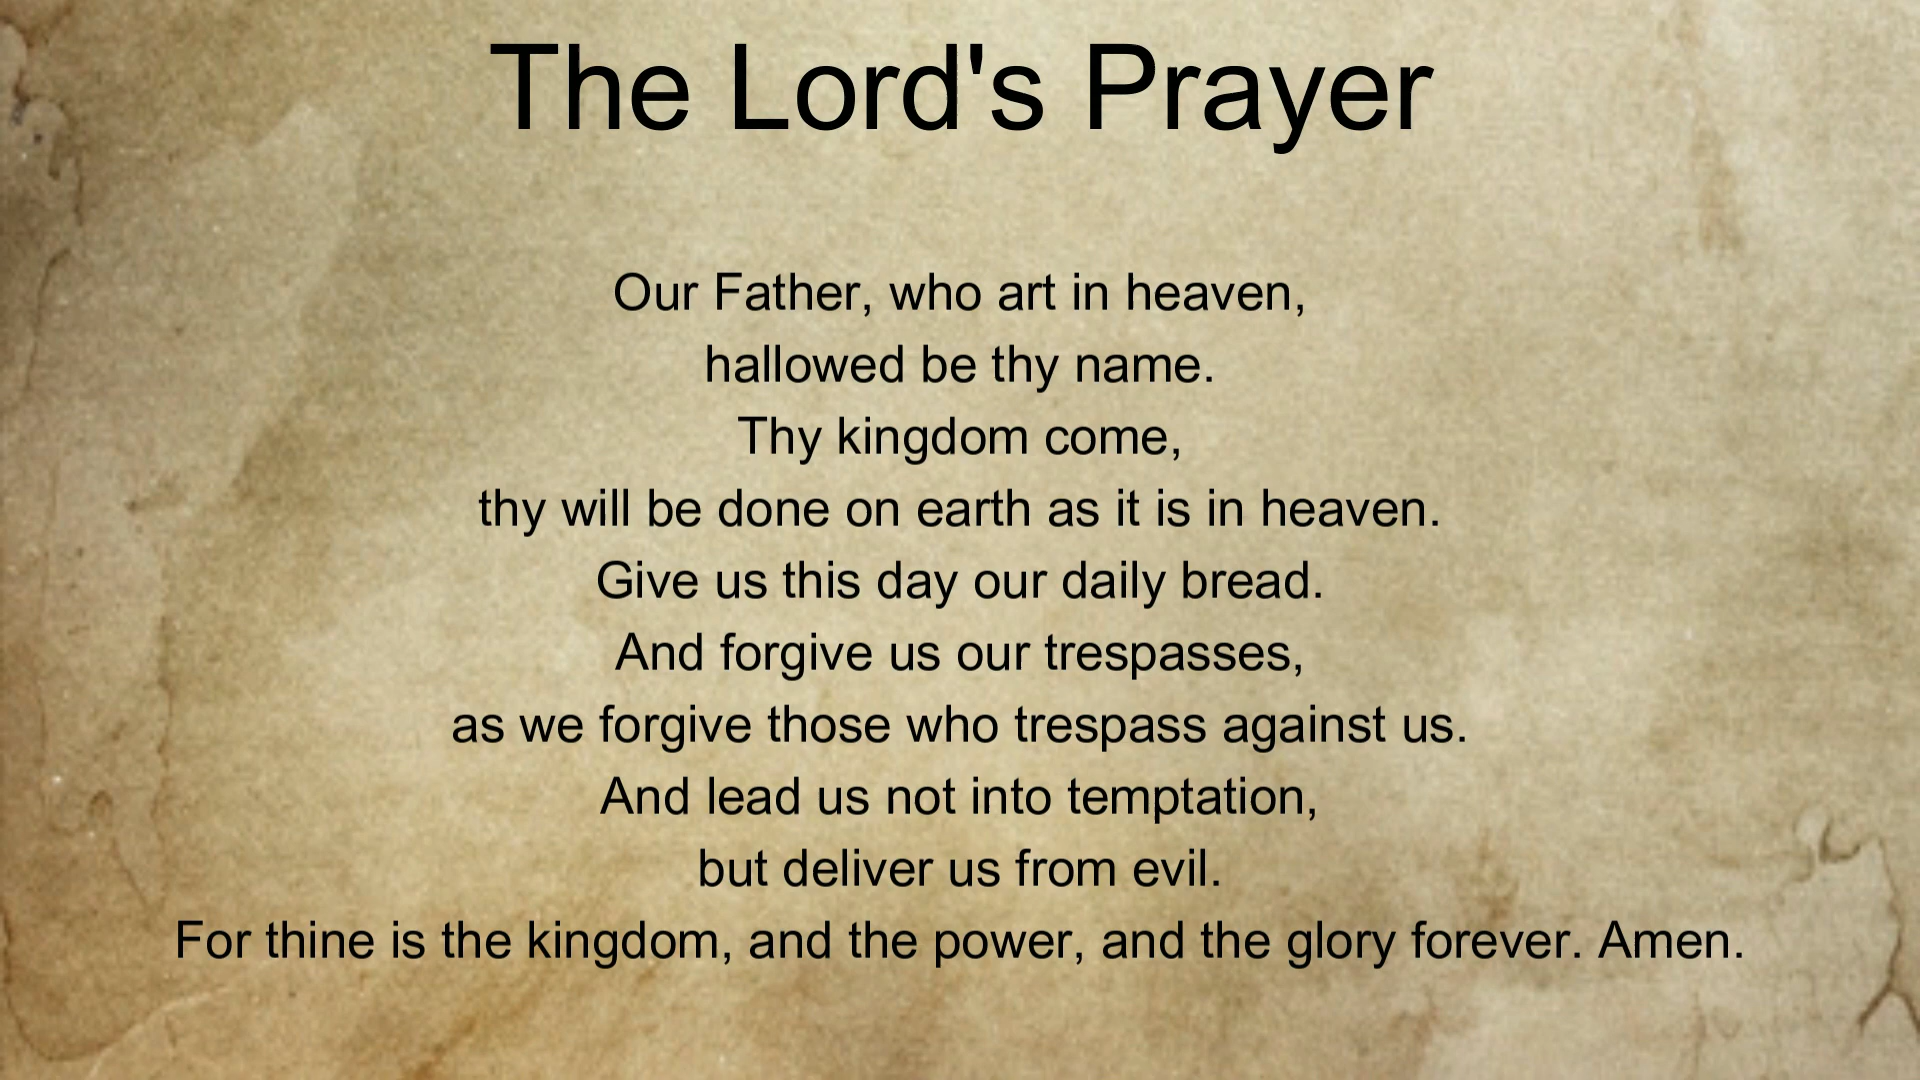 The Lord's Prayer
Our Father, who art in heaven,
hallowed be thy name.
Thy kingdom come,
thy will be done on earth as it is in heaven.
Give us this day our daily bread.
And forgive us our trespasses,
as we forgive those who trespass against us.
And lead us not into temptation,
but deliver us from evil.
For thine is the kingdom, and the power, and the glory forever. Amen.